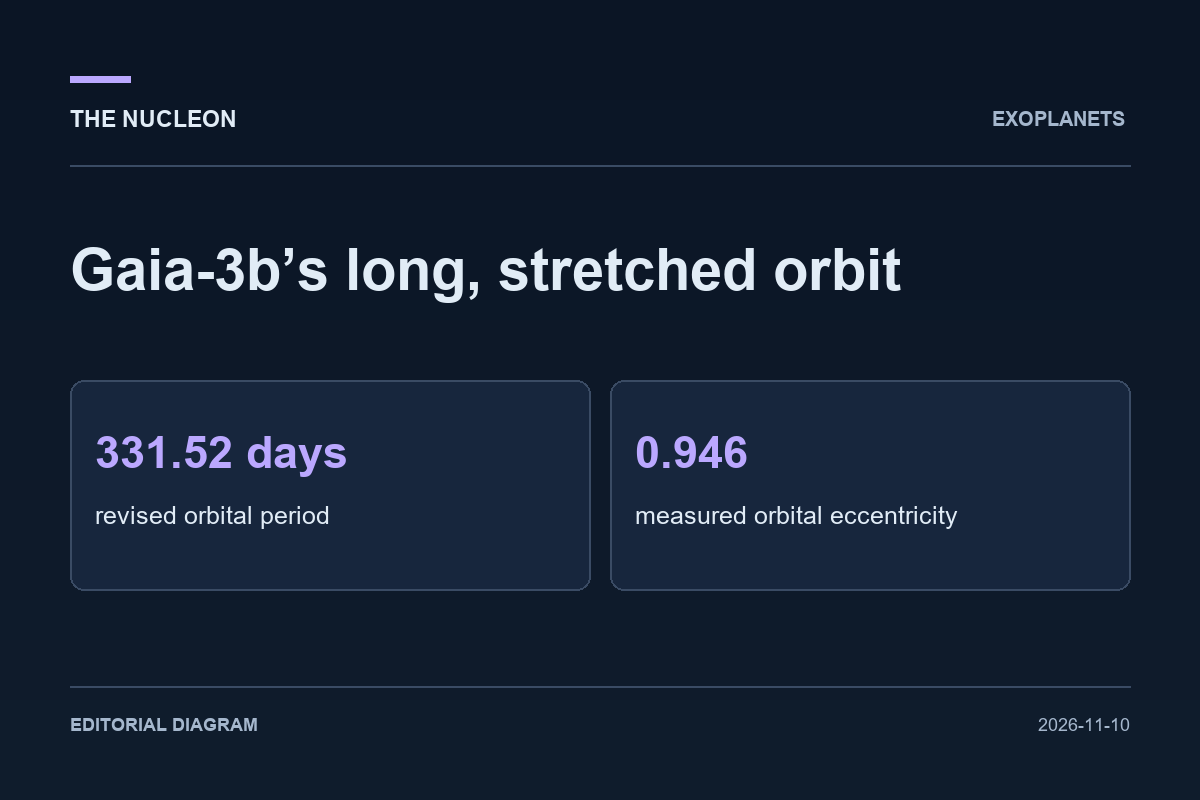 THE NUCLEON
EXOPLANETS
Gaia-3b’s long, stretched orbit
331.52 days
revised orbital period
0.946
measured orbital eccentricity
EDITORIAL DIAGRAM
2026-11-10